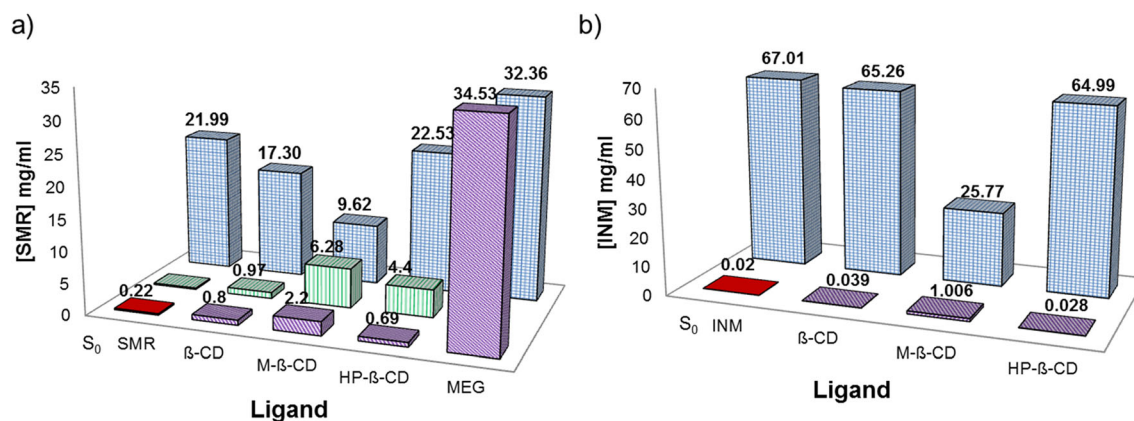 a)
35
30
25
20
15
10
5
0
[SMR] mg/ml
21.99
17.30
9.62
22.53
34.53
32.36
0.97
6.28
4.4
0.22
0.8
2.2
0.69
S0 SMR
ß-CD
M-ß-CD
HP-ß-CD
MEG
Ligand
b)
70
60
50
40
30
20
10
0
[INM] mg/ml
67.01
65.26
25.77
64.99
0.02
0.039
1.006
0.028
S0 INM
ß-CD
M-ß-CD
HP-ß-CD
Ligand